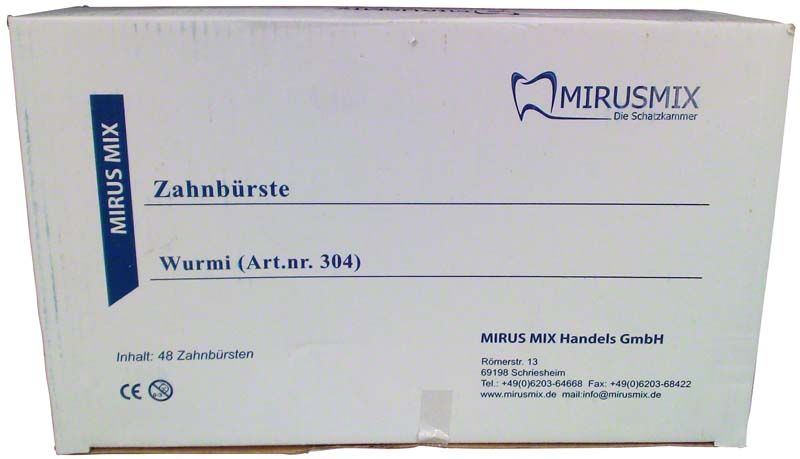 MIRUSMIX
Die Schatzkammer
MIRUS MIX
Zahnbürste
Wurmi (Art.nr. 304)
Inhalt: 48 Zahnbürsten
CE
0-3
MIRUS MIX Handels GmbH
Römerstr. 13
69198 Schriesheim
Tel.: +49(0)6203-64668 Fax: +49(0)6203-68422
www.mirusmix.de mail:info@mirusmix.de